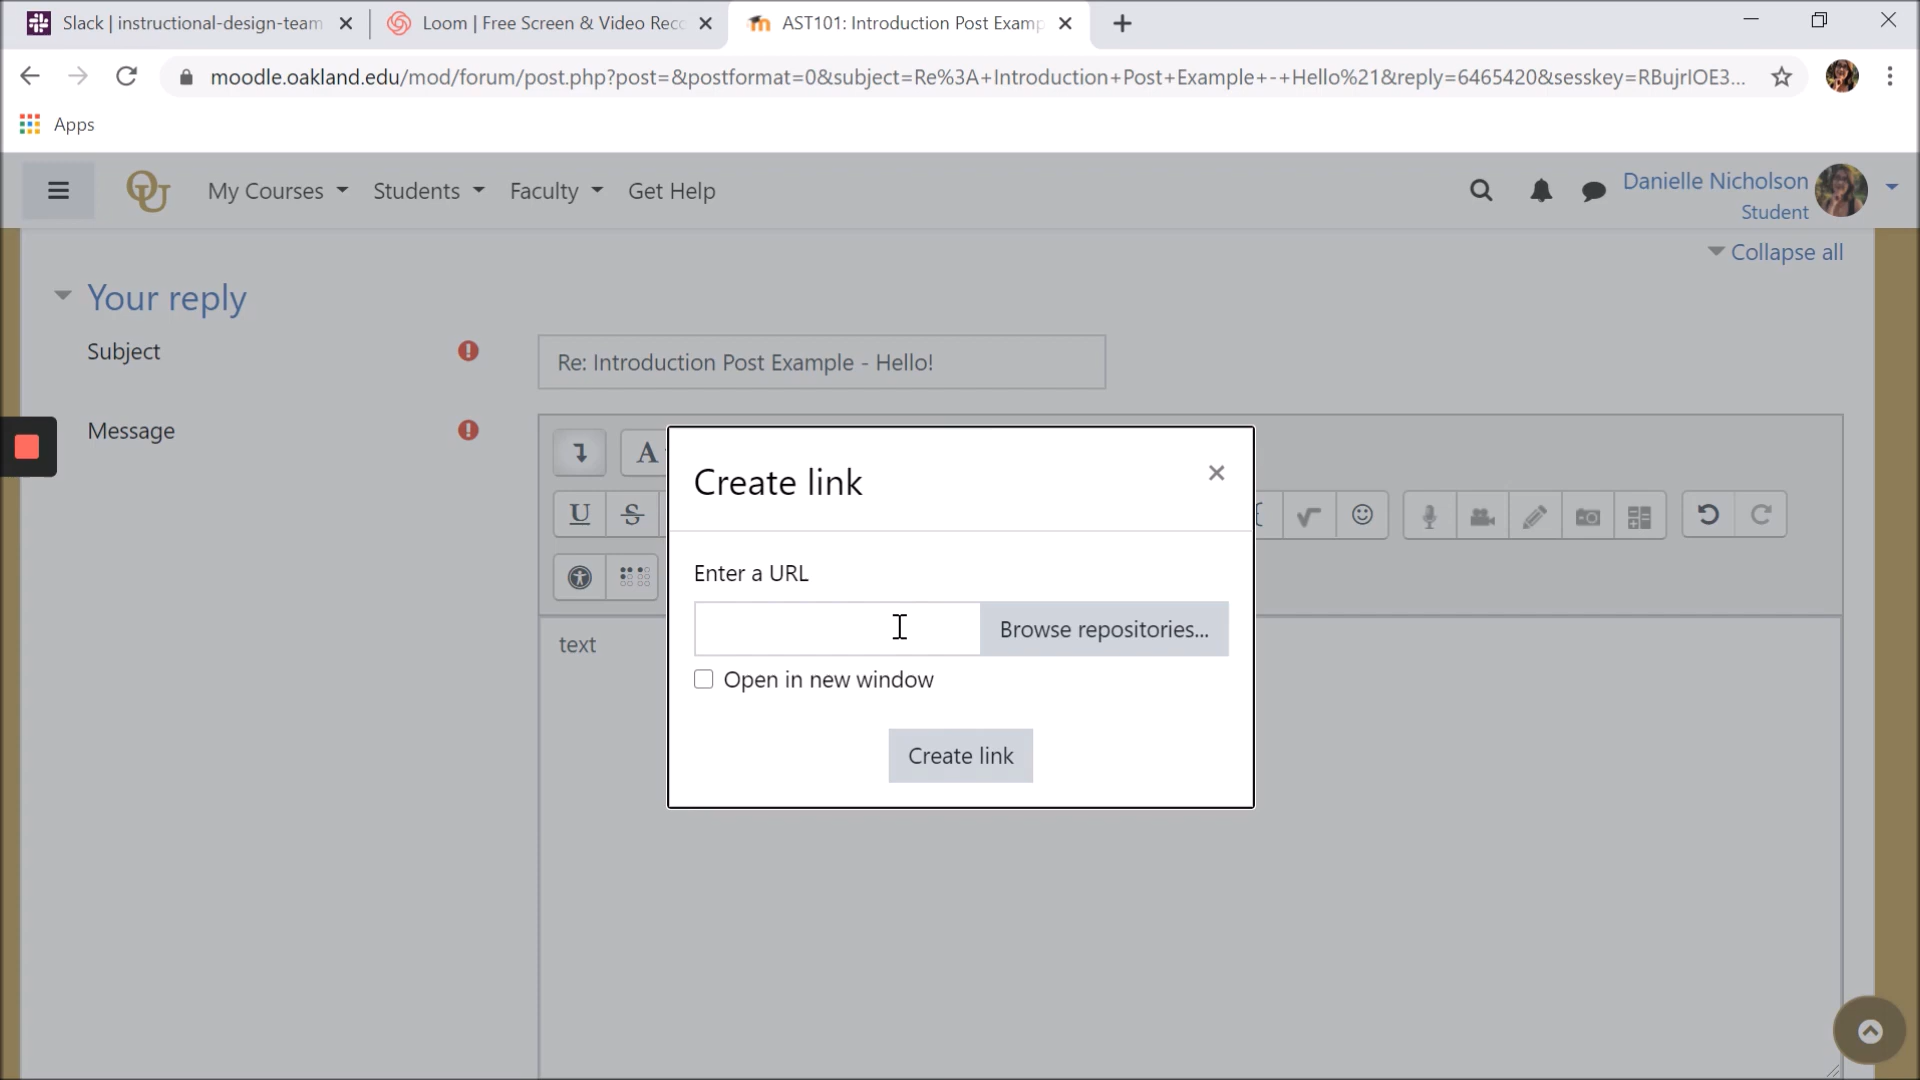 Slack | instructional-design-team
Loom | Free Screen & Video Reco
AST101: Introduction Post Examp
moodle.oakland.edu/mod/forum/post.php?post=&postformat=0&subject=Re%3A+Introduction+Post+Example+-+Hello%21&reply=6465420&sesskey=RBujrIOE3...
Apps
OU My Courses Students Faculty Get Help
Danielle Nicholson
Student
Collapse all
Your reply
Subject
Re: Introduction Post Example - Hello!
Message
A
U S
Create link
Enter a URL
Browse repositories...
Open in new window
Create link
text